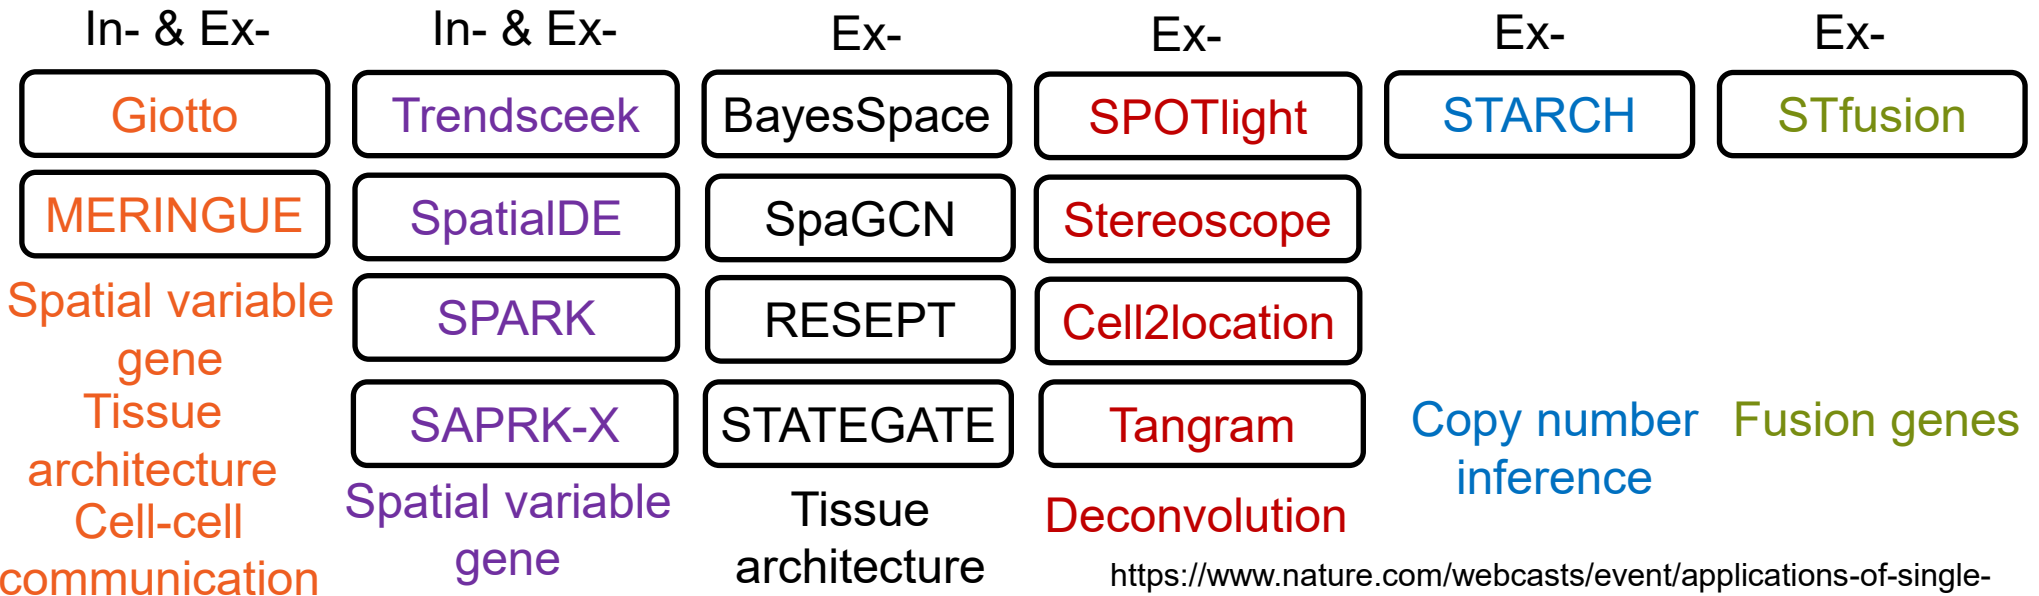 In- & Ex-
Giotto
MERINGUE
Spatial variable
gene
Tissue
architecture
Cell-cell
communication
In- & Ex-
Trendsceek
SpatialDE
SPARK
SAPRK-X
Spatial variable
gene
Ex-
BayesSpace
SpaGCN
RESEPT
STATEGATE
Tissue
architecture
Ex-
SPOTlight
Stereoscope
Cell2location
Tangram
Deconvolution
Ex-
STARCH
Copy number
inference
Ex-
STfusion
Fusion genes
https://www.nature.com/webcasts/event/applications-of-single-